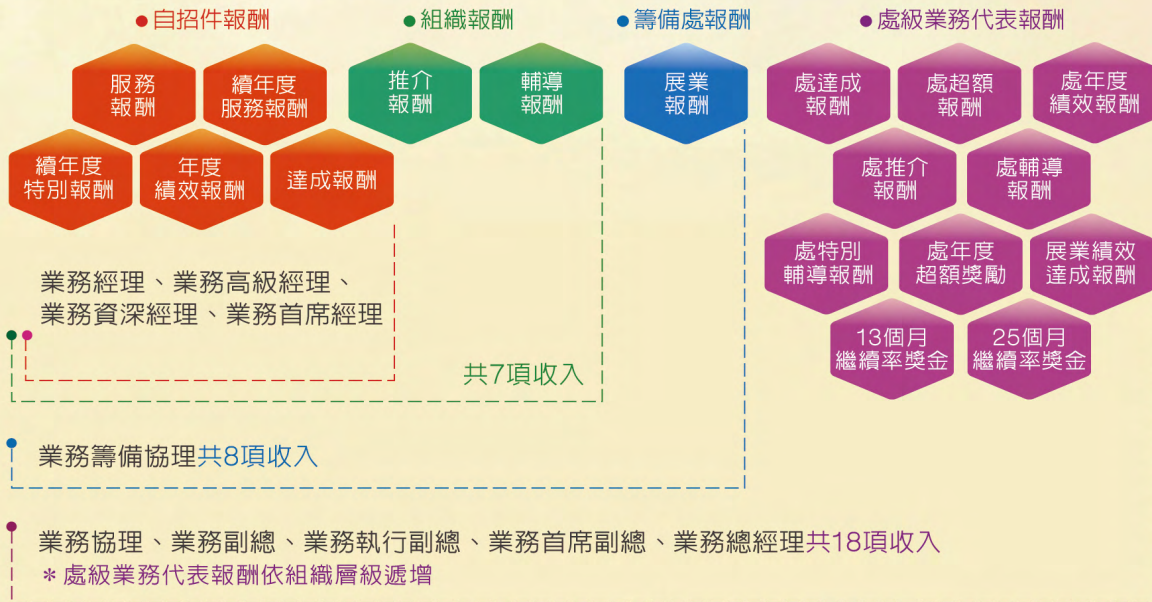 ●自招件報酬
●組織報酬
●籌備處報酬
●處級業務代表報酬
服務
報酬
續年度
服務報酬
續年度
特別報酬
年度
績效報酬
達成報酬
推介
報酬
輔導
報酬
展業
報酬
處達成
報酬
處超額
報酬
處年度
績效報酬
處推介
報酬
處輔導
報酬
處特別
輔導報酬
處年度
超額獎勵
展業績效
達成報酬
13個月
繼續率獎金
25個月
繼續率獎金
業務經理、業務高級經理、
業務資深經理、業務首席經理
共7項收入
業務籌備協理共8項收入
業務協理、業務副總、業務執行副總、業務首席副總、業務總經理共18項收入
＊處級業務代表報酬依組織層級遞增